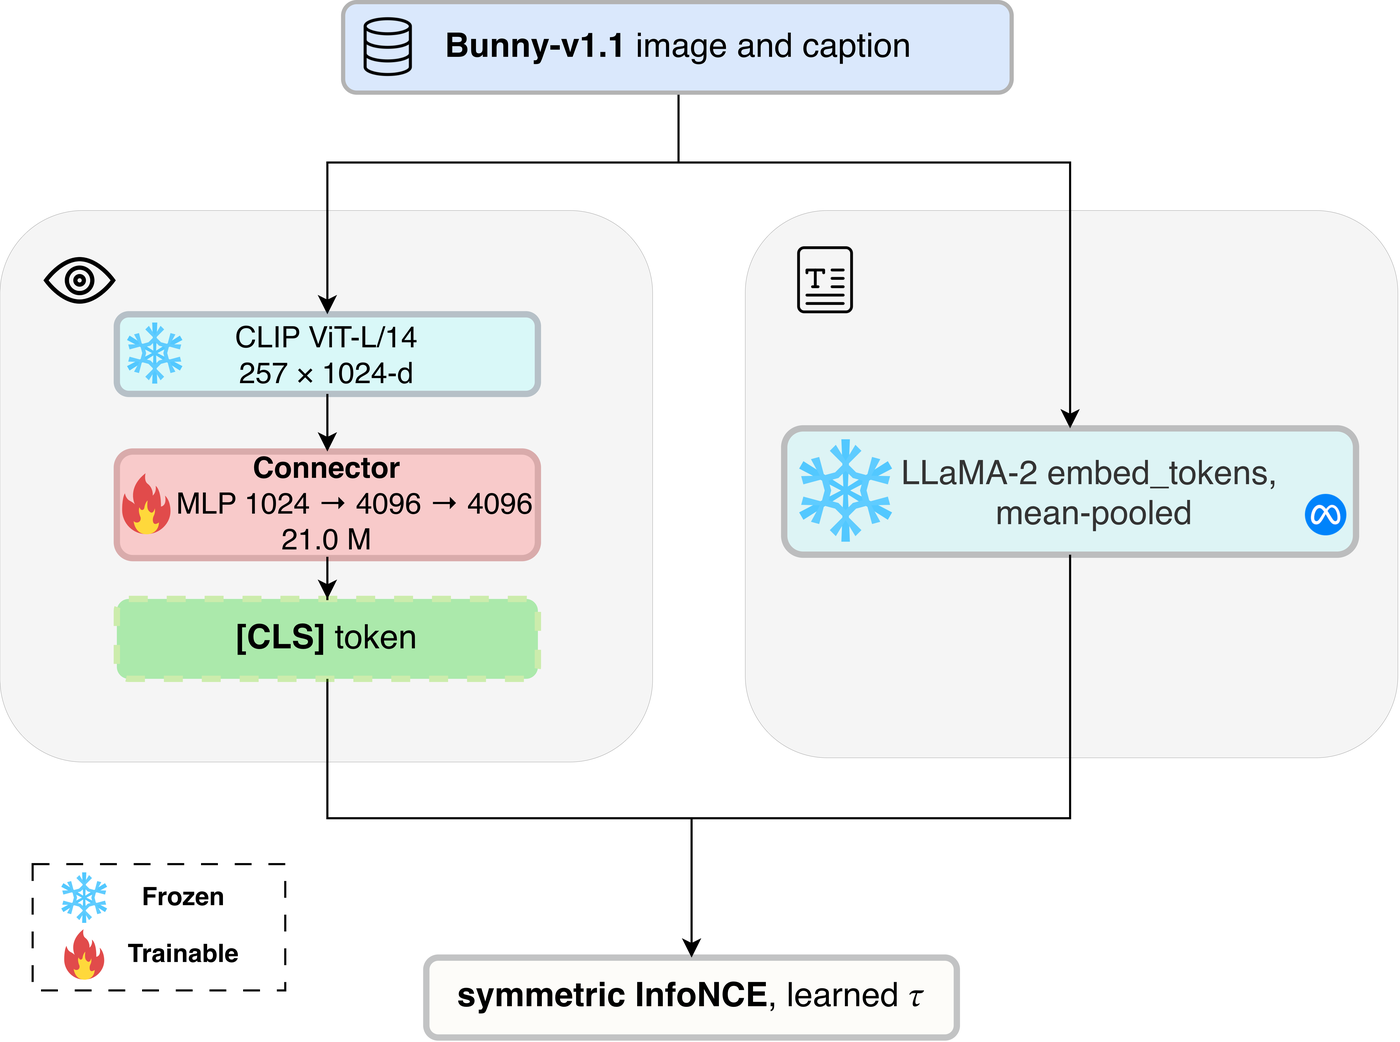 Bunny-v1.1 image and caption
CLIP ViT-L/14
257 × 1024-d
Connector
MLP 1024 → 4096 → 4096
21.0 M
[CLS] token
LLaMA-2 embed_tokens,
mean-pooled
Frozen
Trainable
symmetric InfoNCE, learned τ